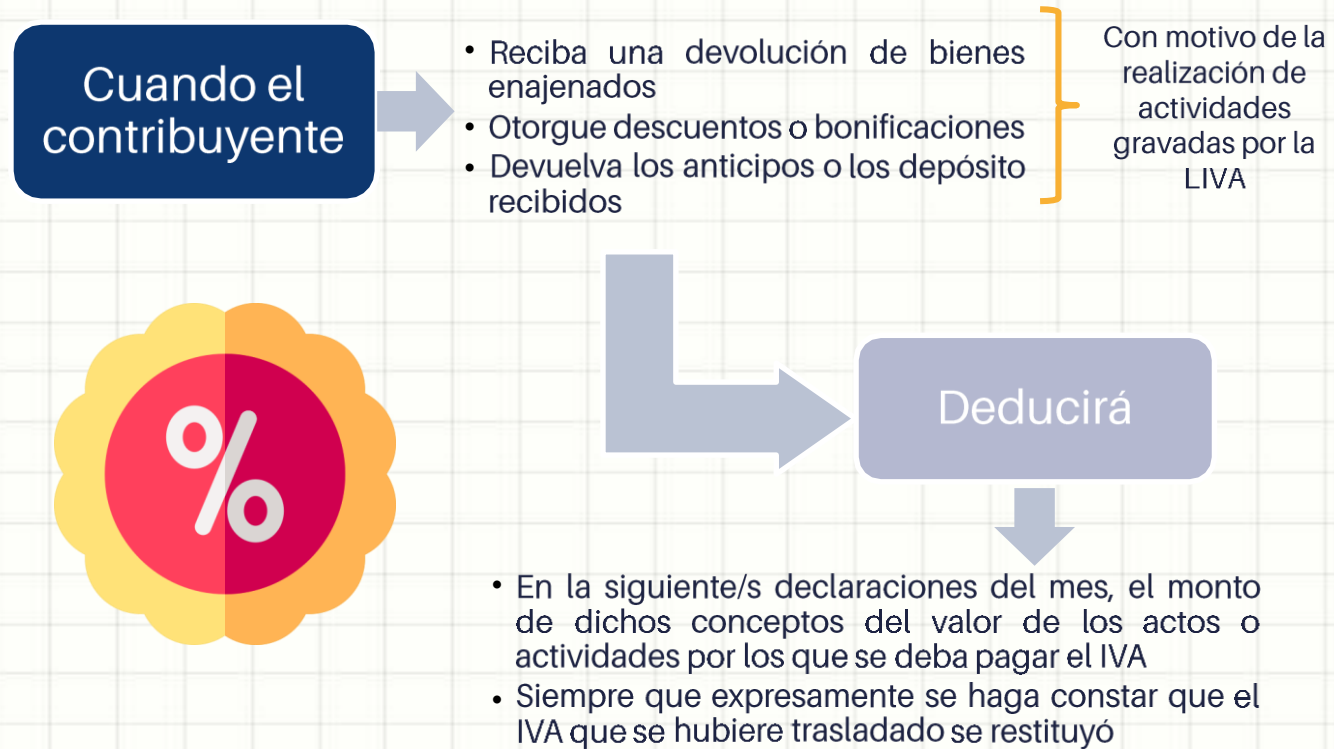 Cuando el
contribuyente
• Reciba una devolución de bienes
enajenados
• Otorgue descuentos o bonificaciones
• Devuelva los anticipos o los depósito
recibidos
Con motivo de la
realización de
actividades
gravadas por la
LIVA
%
Deducirá
• En la siguiente/s declaraciones del mes, el monto
de dichos conceptos del valor de los actos o
actividades por los que se deba pagar el IVA
• Siempre que expresamente se haga constar que el
IVA que se hubiere trasladado se restituyó